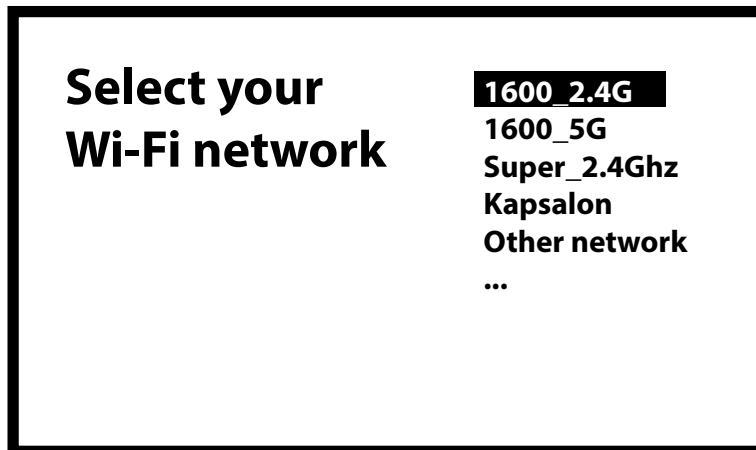 Select your
Wi-Fi network
1600_2.4G
1600_5G
Super_2.4Ghz
Kapsalon
Other network
...